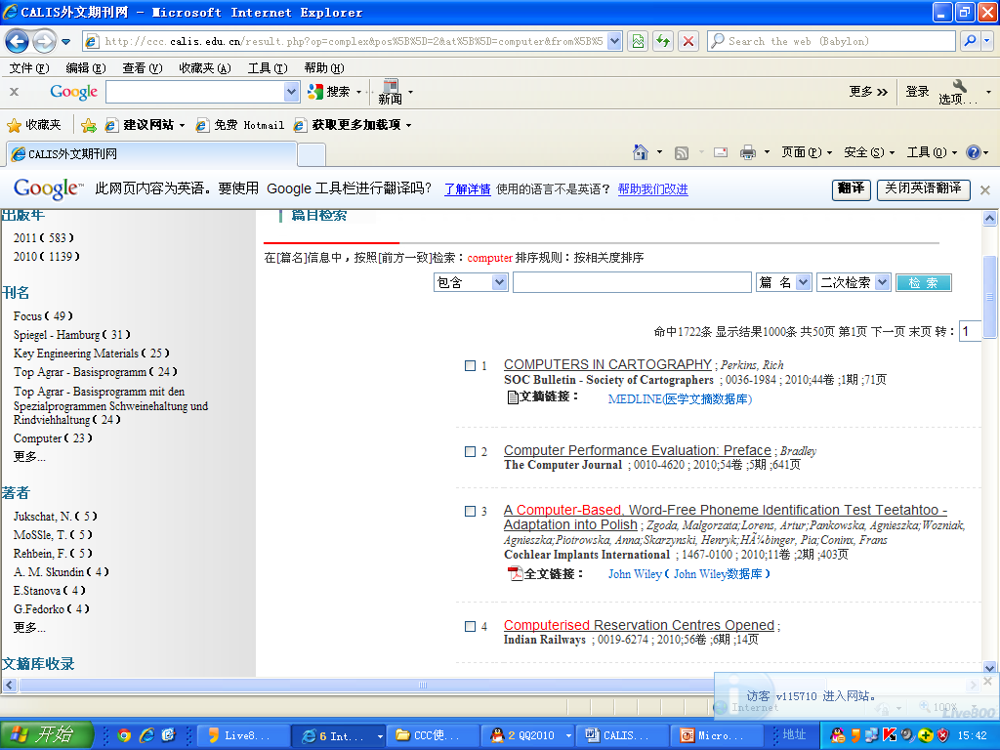 CALIS外文期刊网 - Microsoft Internet Explorer
http://ccc.calis.edu.cn/result.php?op=complex&pos%5B%5D=2&at%5B%5D=computer&from%5B%5
Search the web (Babylon)
文件(F) 编辑(E) 查看(V) 收藏夹(A) 工具(T) 帮助(H)
Google 搜索 新闻 更多 >> 登录 选项...
收藏夹 建议网站 免费 Hotmail 获取更多加载项
CALIS外文期刊网
页面(P) 安全(S) 工具(O)
Google™ 此网页内容为英语。要使用 Google 工具栏进行翻译吗? 了解详情 使用的语言不是英语? 帮助我们改进 翻译 关闭英语翻译
出版年
2011 ( 583 )
2010 ( 1139 )
刊名
Focus ( 49 )
Spiegel - Hamburg ( 31 )
Key Engineering Materials ( 25 )
Top Agrar - Basisprogramm ( 24 )
Top Agrar - Basisprogramm mit den
Spezialprogrammen Schweinehaltung und
Rindviehhaltung ( 24 )
Computer ( 23 )
更多...
著者
Jukschat, N. ( 5 )
MoSSle, T. ( 5 )
Rehbein, F. ( 5 )
A. M. Skundin ( 4 )
E.Stanova ( 4 )
G.Fedorko ( 4 )
更多...
文摘库收录
篇目检索
在[篇名]信息中，按照[前方一致]检索：computer 排序规则：按相关度排序
包含 篇 名 二次检索 检 索
命中1722条 显示结果1000条 共50页 第1页 下一页 末页 转： 1
1 COMPUTERS IN CARTOGRAPHY ; Perkins, Rich
SOC Bulletin - Society of Cartographers ; 0036-1984 ; 2010;44卷 ;1期 ;71页
文摘链接： MEDLINE(医学文摘数据库)
2 Computer Performance Evaluation: Preface ; Bradley
The Computer Journal ; 0010-4620 ; 2010;54卷 ;5期 ;641页
3 A Computer-Based, Word-Free Phoneme Identification Test Teetahtoo -
Adaptation into Polish ; Zgoda, Malgorzata;Lorens, Artur;Pankowska, Agnieszka;Wozniak,
Agnieszka;Piotrowska, Anna;Skarzynski, Henryk;HÃ¼binger, Pia;Coninx, Frans
Cochlear Implants International ; 1467-0100 ; 2010;11卷 ;2期 ;403页
全文链接： John Wiley ( John Wiley数据库 )
4 Computerised Reservation Centres Opened ;
Indian Railways ; 0019-6274 ; 2010;56卷 ;6期 ;14页
访客 v115710 进入网站。
Internet 100%
Live800
开始 Live8... 6 Int... CCC使... 2 QQ2010 CALIS... Micro... 地址 15:42